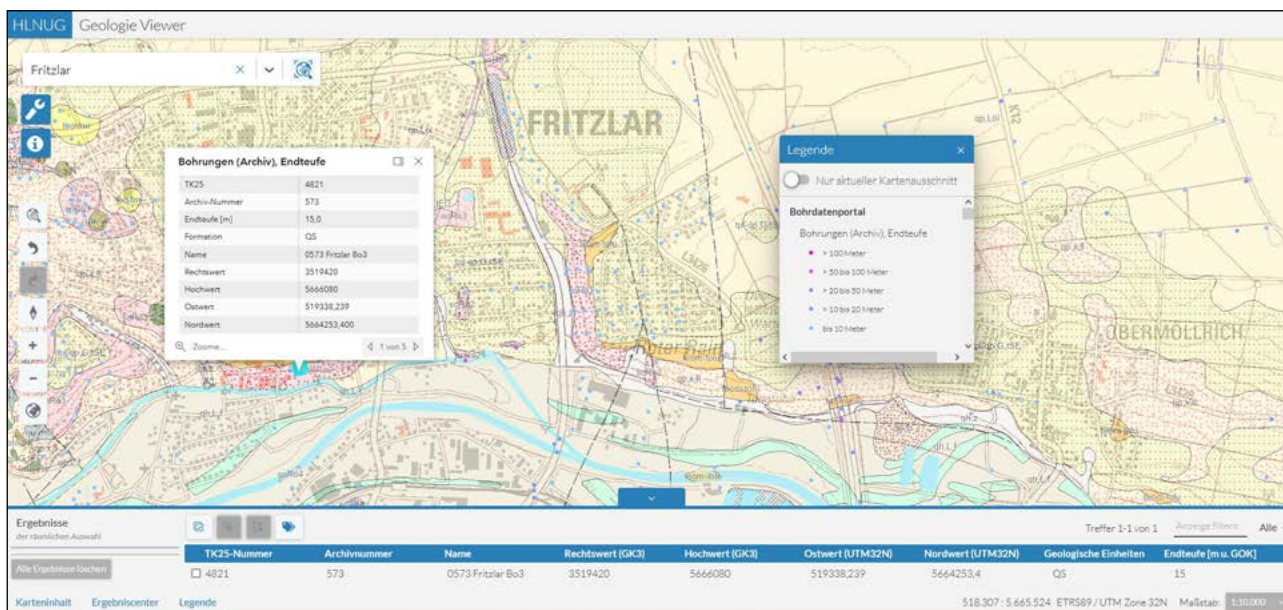 HLNUG Geologie Viewer
Fritzlar
FRITZLAR
K12
qp,Löl
L3426
Roter Rain
OBERMÖLLRICH
Bohrungen (Archiv), Endteufe
TK25 4821
Archiv-Nummer 573
Endteufe [m] 15,0
Formation QS
Name 0573 Fritzlar Bo3
Rechtswert 3519420
Hochwert 5666080
Ostwert 519338,239
Nordwert 5664253,400
Zoome... 1 von 5
Legende
Nur aktueller Kartenausschnitt
Bohrdatenportal
Bohrungen (Archiv), Endteufe
> 100 Meter
> 50 bis 100 Meter
> 20 bis 50 Meter
> 10 bis 20 Meter
bis 10 Meter
Ergebnisse
der räumlichen Auswahl
Alle Ergebnisse löschen
Treffer 1-1 von 1 Anzeige filtern Alle
TK25-Nummer Archivnummer Name Rechtswert (GK3) Hochwert (GK3) Ostwert (UTM32N) Nordwert (UTM32N) Geologische Einheiten Endteufe [m u. GOK]
4821 573 0573 Fritzlar Bo3 3519420 5666080 519338,239 5664253,4 QS 15
Karteninhalt Ergebniscenter Legende
518.307 : 5.665.524 ETRS89 / UTM Zone 32N Maßstab: 1:10.000